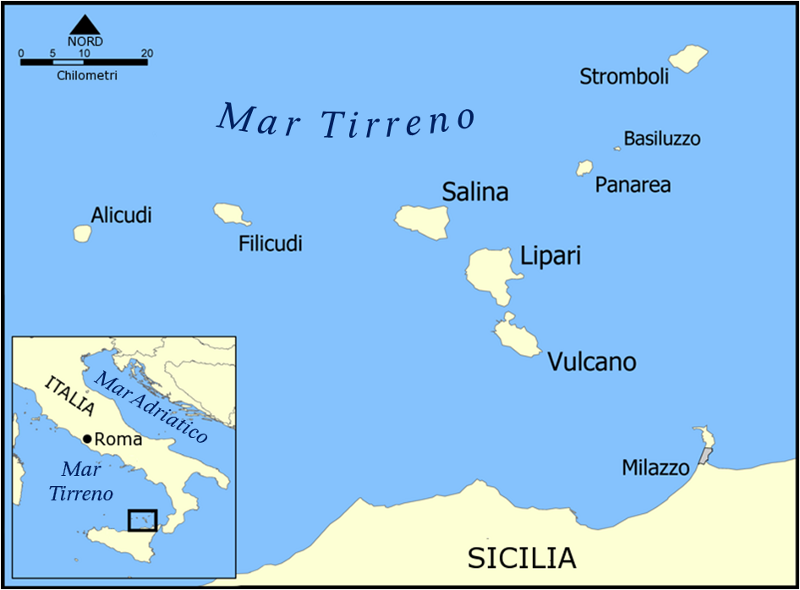 NORD
0 5 10 20
Chilometri
Mar Tirreno
Stromboli
Basiluzzo
Panarea
Salina
Alicudi
Filicudi
Lipari
Vulcano
Milazzo
SICILIA
ITALIA
Mar Adriatico
Roma
Mar
Tirreno